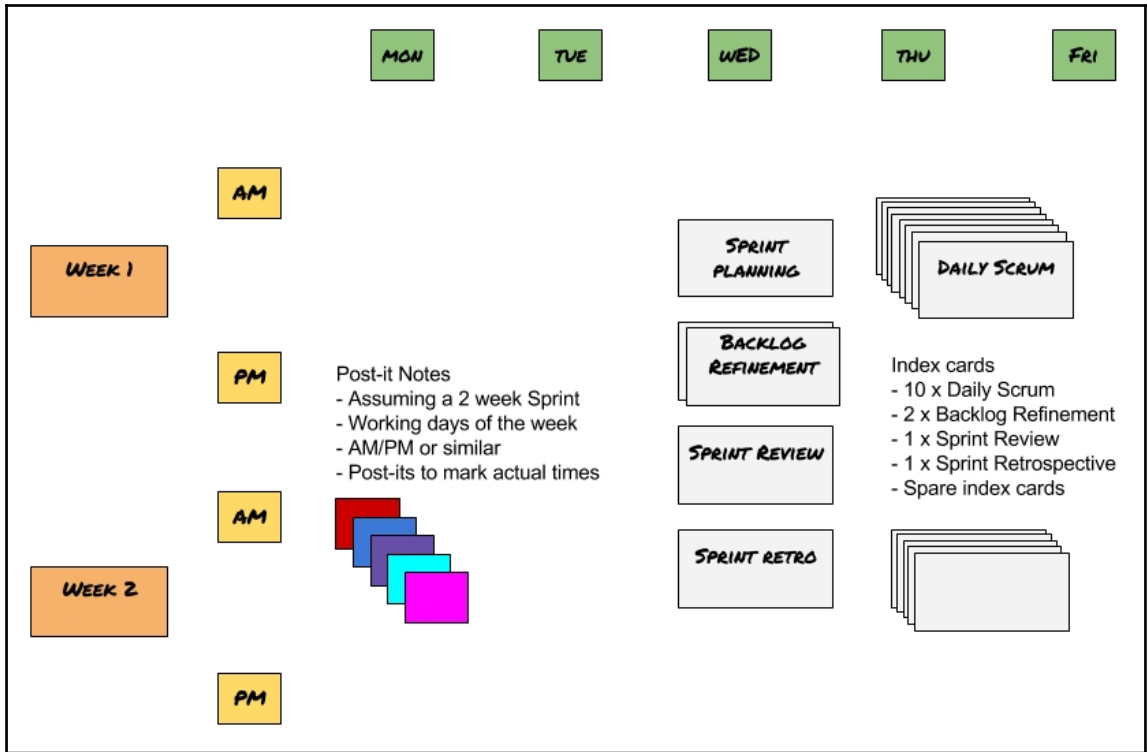 MON
TUE
WED
THU
FRI
AM
WEEK 1
PM
AM
WEEK 2
PM
Post-it Notes
- Assuming a 2 week Sprint
- Working days of the week
- AM/PM or similar
- Post-its to mark actual times
SPRINT
PLANNING
BACKLOG
REFINEMENT
SPRINT REVIEW
SPRINT RETRO
DAILY SCRUM
Index cards
- 10 x Daily Scrum
- 2 x Backlog Refinement
- 1 x Sprint Review
- 1 x Sprint Retrospective
- Spare index cards